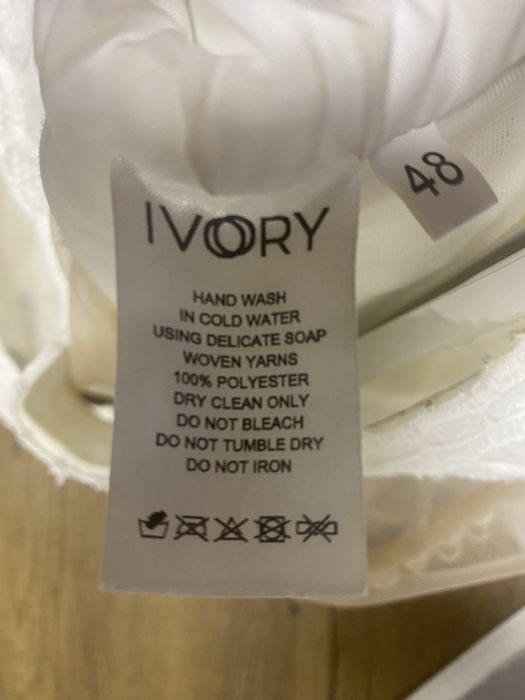 48
IVORY
HAND WASH
IN COLD WATER
USING DELICATE SOAP
WOVEN YARNS
100% POLYESTER
DRY CLEAN ONLY
DO NOT BLEACH
DO NOT TUMBLE DRY
DO NOT IRON